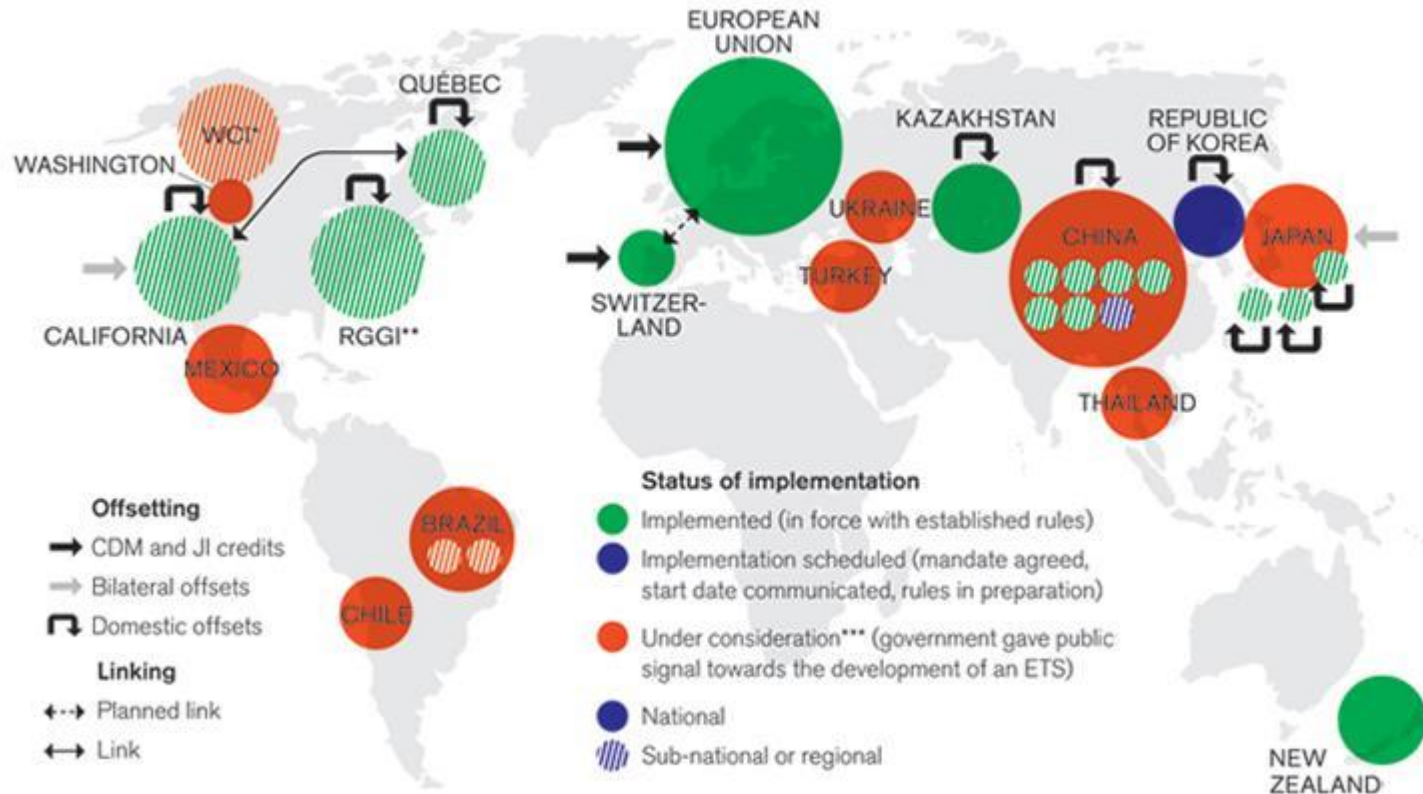 EUROPEAN
UNION
QUÉBEC
WCI*
KAZAKHSTAN
REPUBLIC
OF KOREA
WASHINGTON
UKRAINE
CHINA
JAPAN
TURKEY
SWITZER-
LAND
CALIFORNIA
RGGI**
MEXICO
THAILAND
BRAZIL
CHILE
Offsetting
CDM and JI credits
Bilateral offsets
Domestic offsets
Linking
Planned link
Link
Status of implementation
Implemented (in force with established rules)
Implementation scheduled (mandate agreed,
start date communicated, rules in preparation)
Under consideration*** (government gave public
signal towards the development of an ETS)
National
Sub-national or regional
NEW
ZEALAND